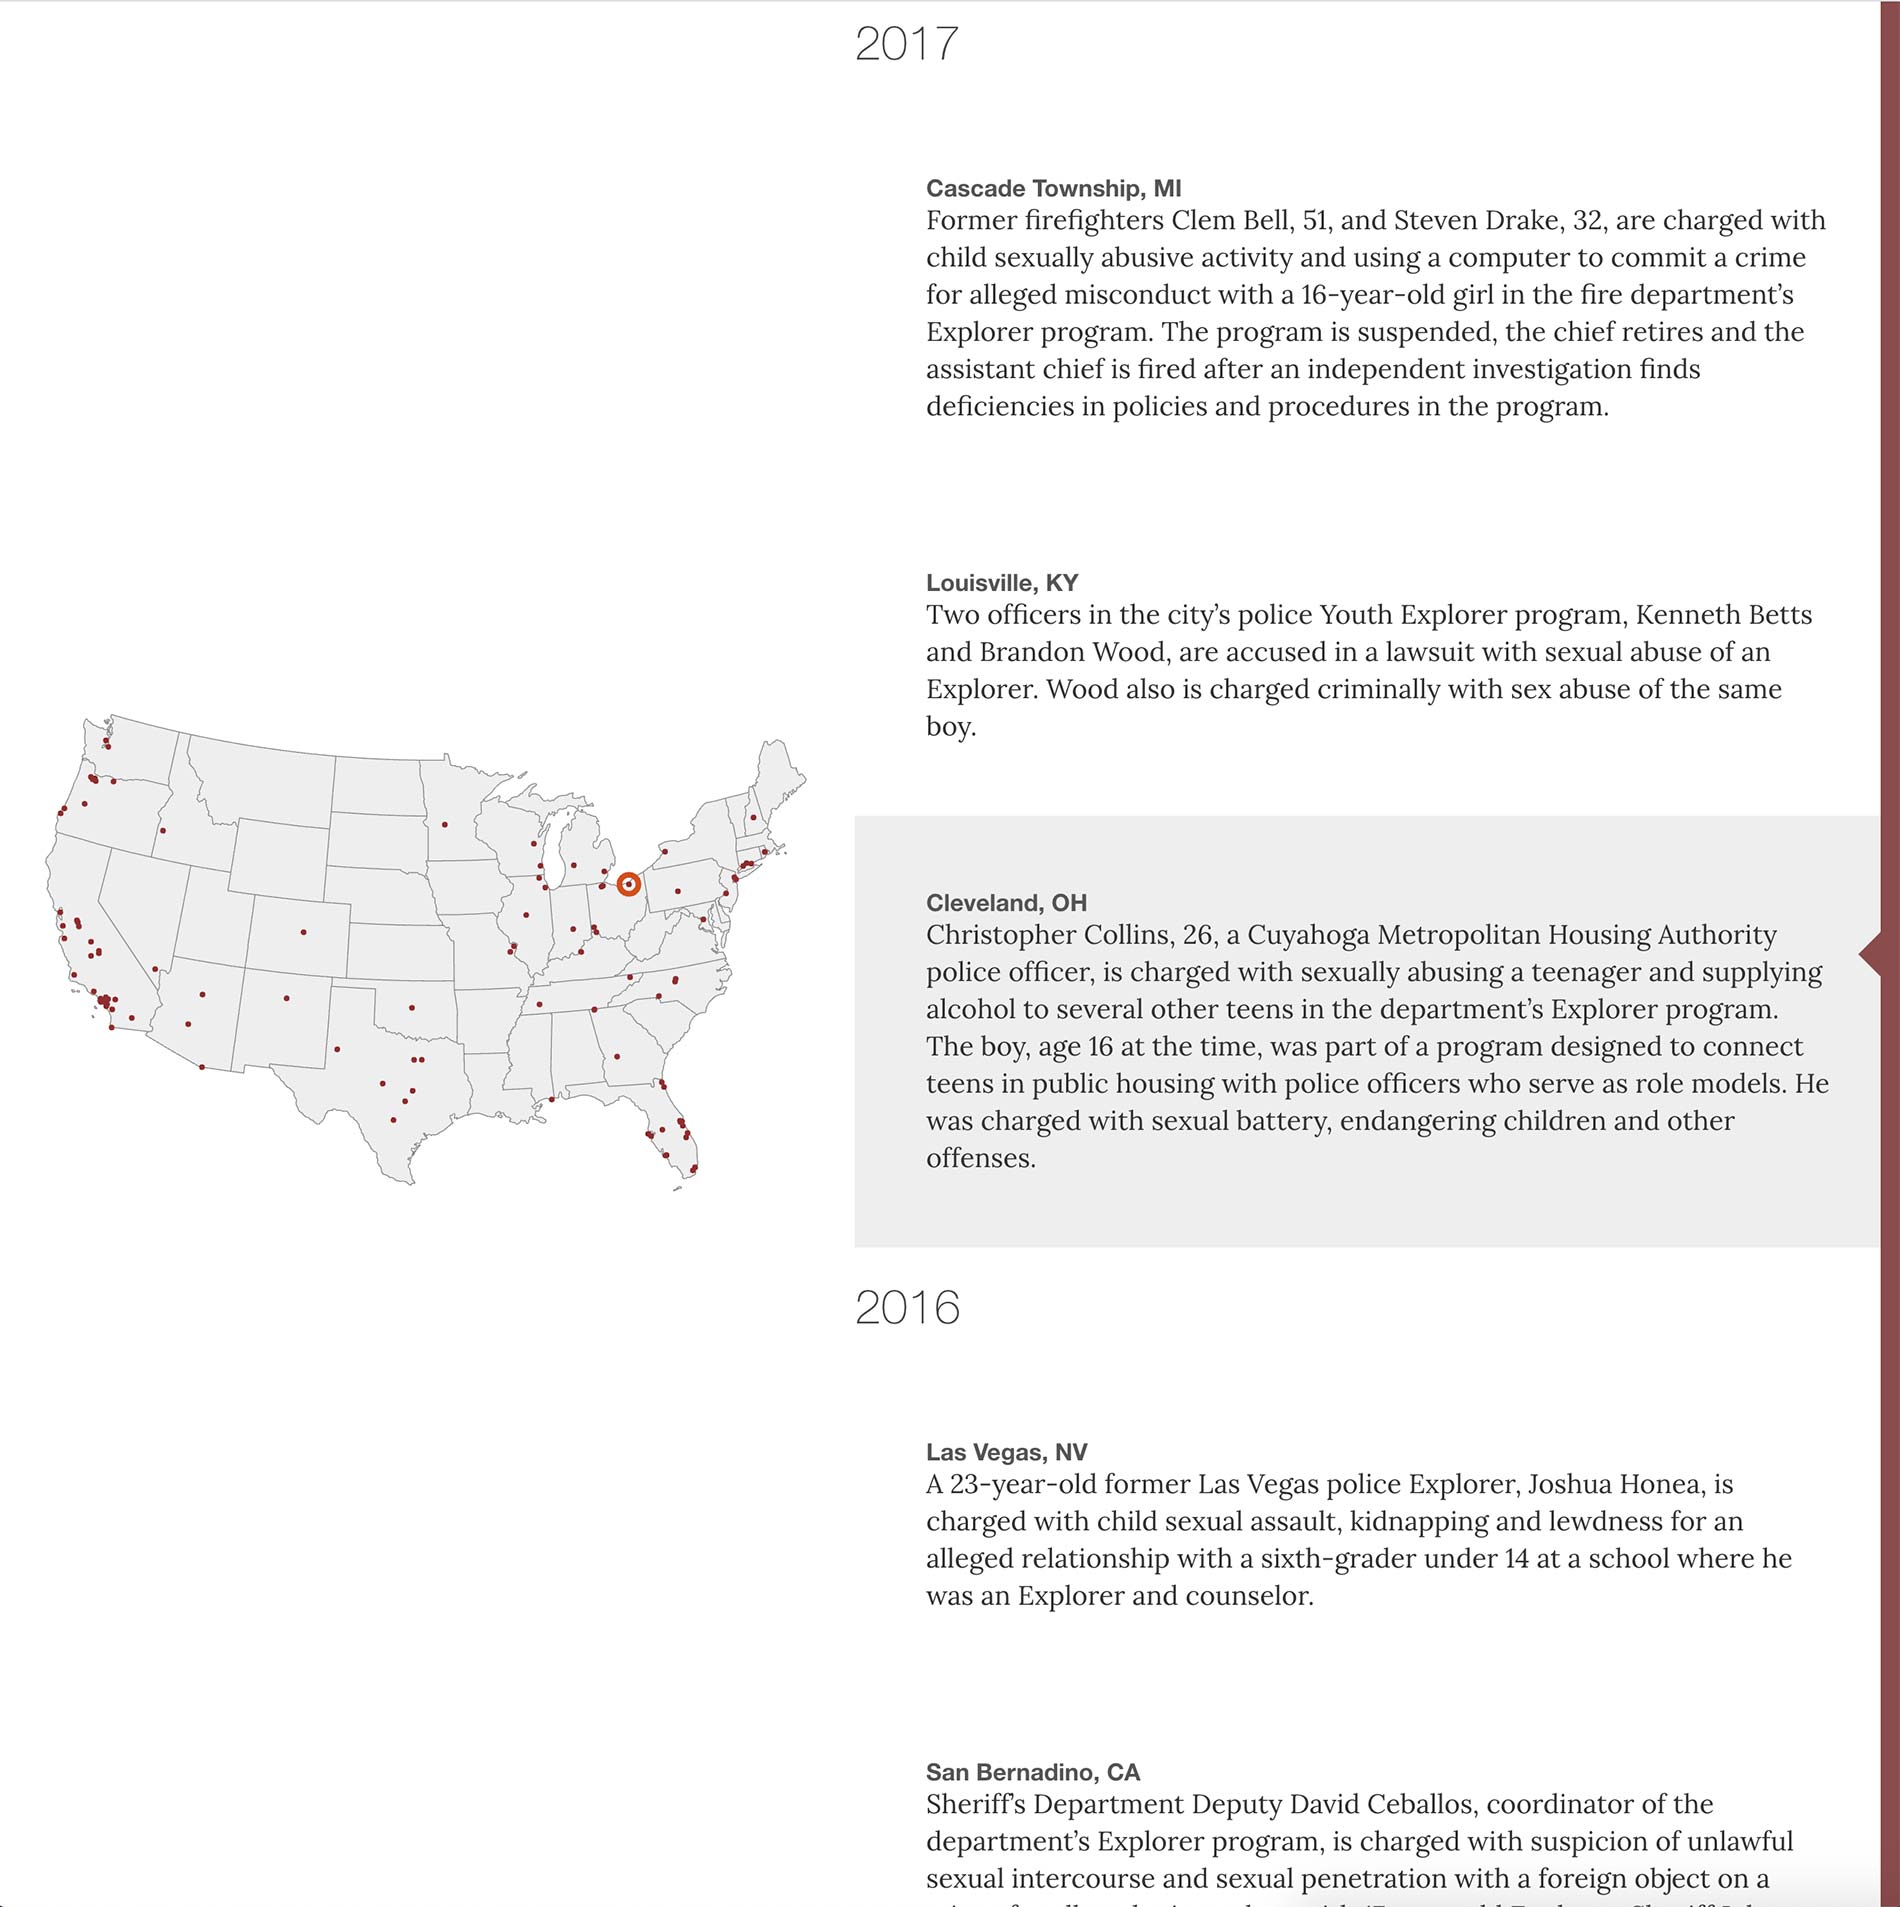 2017
Cascade Township, MI
Former firefighters Clem Bell, 51, and Steven Drake, 32, are charged with
child sexually abusive activity and using a computer to commit a crime
for alleged misconduct with a 16-year-old girl in the fire department’s
Explorer program. The program is suspended, the chief retires and the
assistant chief is fired after an independent investigation finds
deficiencies in policies and procedures in the program.
Louisville, KY
Two officers in the city’s police Youth Explorer program, Kenneth Betts
and Brandon Wood, are accused in a lawsuit with sexual abuse of an
Explorer. Wood also is charged criminally with sex abuse of the same
boy.
Cleveland, OH
Christopher Collins, 26, a Cuyahoga Metropolitan Housing Authority
police officer, is charged with sexually abusing a teenager and supplying
alcohol to several other teens in the department’s Explorer program.
The boy, age 16 at the time, was part of a program designed to connect
teens in public housing with police officers who serve as role models. He
was charged with sexual battery, endangering children and other
offenses.
2016
Las Vegas, NV
A 23-year-old former Las Vegas police Explorer, Joshua Honea, is
charged with child sexual assault, kidnapping and lewdness for an
alleged relationship with a sixth-grader under 14 at a school where he
was an Explorer and counselor.
San Bernadino, CA
Sheriff’s Department Deputy David Ceballos, coordinator of the
department’s Explorer program, is charged with suspicion of unlawful
sexual intercourse and sexual penetration with a foreign object on a